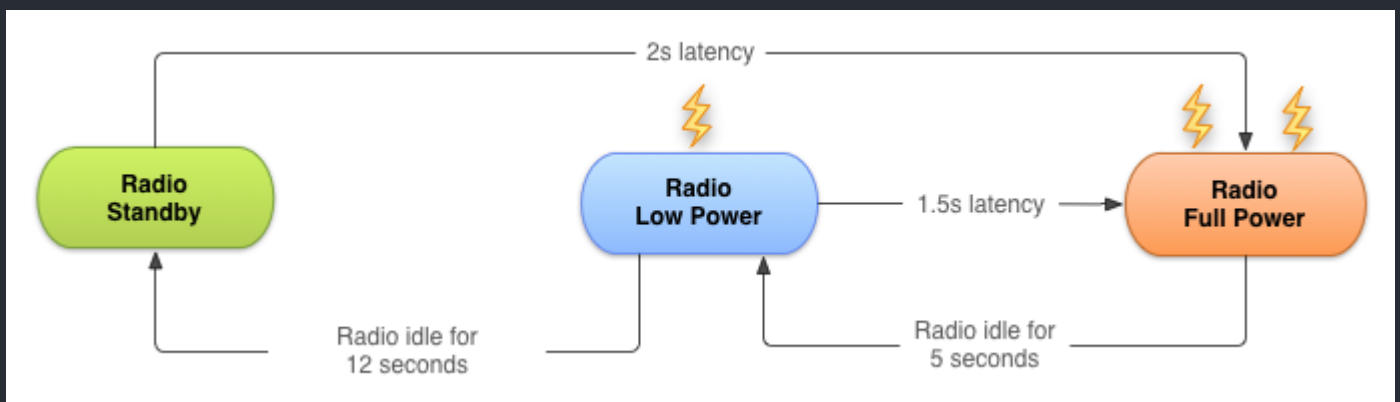 2s latency
Radio
Standby
Radio
Low Power
1.5s latency
Radio
Full Power
Radio idle for
12 seconds
Radio idle for
5 seconds